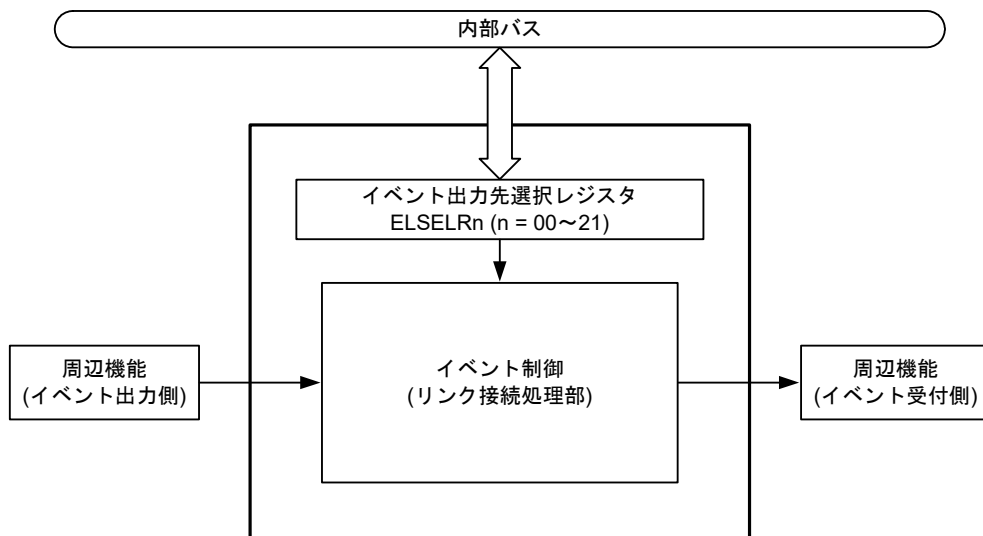 内部バス
イベント出力先選択レジスタ
ELSELRn (n = 00～21)
周辺機能
(イベント出力側)
イベント制御
(リンク接続処理部)
周辺機能
(イベント受付側)